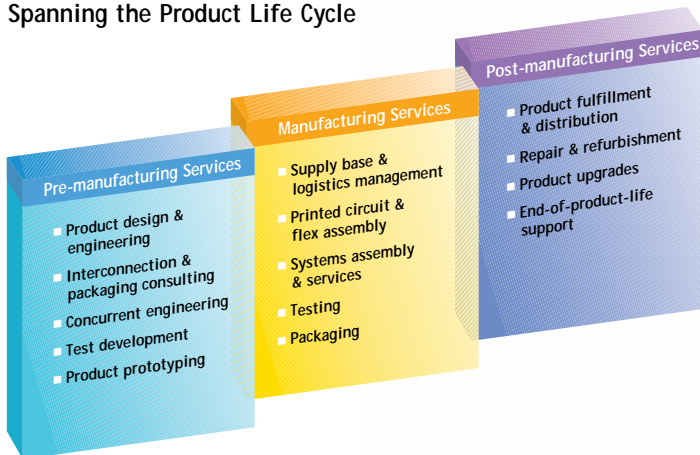 Spanning the Product Life Cycle
Pre-manufacturing Services
Product design &
engineering
Interconnection &
packaging consulting
Concurrent engineering
Test development
Product prototyping
Manufacturing Services
Supply base &
logistics management
Printed circuit &
flex assembly
Systems assembly
& services
Testing
Packaging
Post-manufacturing Services
Product fulfillment
& distribution
Repair & refurbishment
Product upgrades
End-of-product-life
support